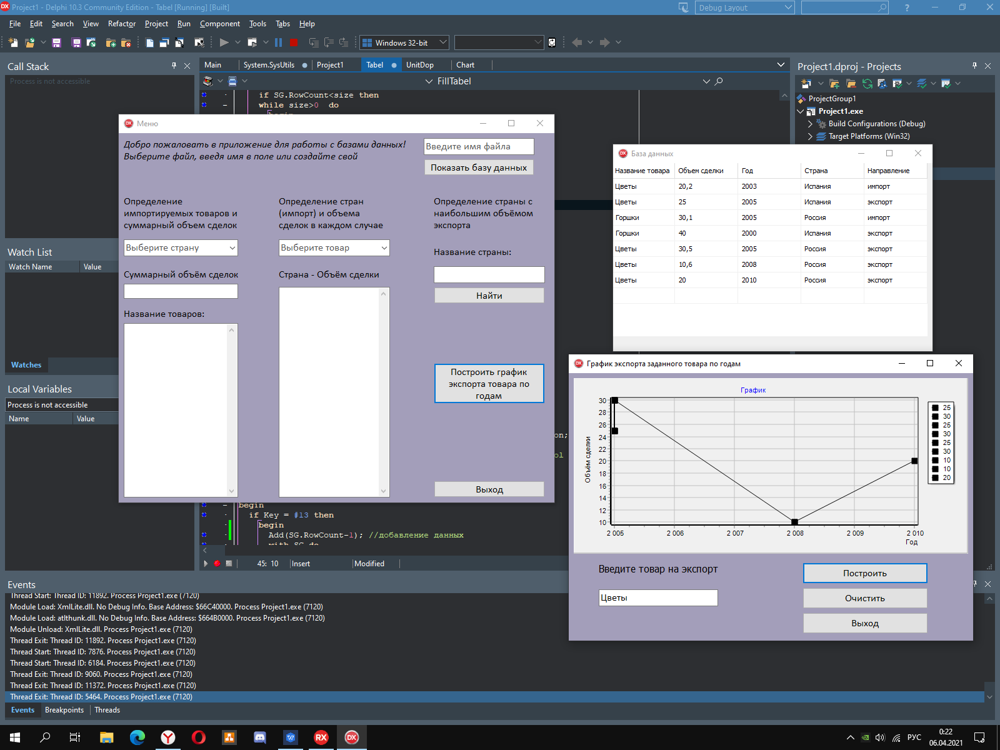 Project1 - Delphi 10.3 Community Edition - Tabel [Running] [Built]
Debug Layout
File Edit Search View Refactor Project Run Component Tools Tabs Help
Windows 32-bit
Call Stack
Process is not accessible
Main System.SysUtils Project1 Tabel UnitDop Chart
FillTabel
if SG.RowCount<size then
while size>0 do
Project1.dproj - Projects
ProjectGroup1
Project1.exe
Build Configurations (Debug)
Target Platforms (Win32)
Меню
Добро пожаловать в приложение для работы с базами данных!
Выберите файл, введя имя в поле или создайте свой
Введите имя файла
Показать базу данных
Определение
импортируемых товаров и
суммарный объем сделок
Выберите страну
Суммарный объём сделок
Название товаров:
Определение стран
(импорт) и объема
сделок в каждом случае
Выберите товар
Страна - Объём сделки
Определение страны с
наибольшим объёмом
экспорта
Название страны:
Найти
Построить график
экспорта товара по
годам
Выход
База данных
Название товара Объем сделки Год Страна Направление
Цветы 20,2 2003 Испания импорт
Цветы 25 2005 Испания экспорт
Горшки 30,1 2005 Россия импорт
Горшки 40 2000 Испания экспорт
Цветы 30,5 2005 Россия экспорт
Цветы 10,6 2008 Россия экспорт
Цветы 20 2010 Россия экспорт
Watch List
Watch Name Value
Watches
Local Variables
Process is not accessible
Name Value
on;
ol
begin
if Key = #13 then
begin
Add(SG.RowCount-1); //добавление данных
with SG do
45: 10 Insert Modified
График экспорта заданного товара по годам
График
Объём сделки
30
28
26
24
22
20
18
16
14
12
10
2 005 2 006 2 007 2 008 2 009 2 010
Год
25
30
25
30
25
30
10
10
20
Введите товар на экспорт
Цветы
Построить
Очистить
Выход
Events
Thread Start: Thread ID: 11892. Process Project1.exe (7120)
Module Load: XmlLite.dll. No Debug Info. Base Address: $66C40000. Process Project1.exe (7120)
Module Load: atlthunk.dll. No Debug Info. Base Address: $664B0000. Process Project1.exe (7120)
Module Unload: XmlLite.dll. Process Project1.exe (7120)
Thread Exit: Thread ID: 11892. Process Project1.exe (7120)
Thread Start: Thread ID: 7876. Process Project1.exe (7120)
Thread Start: Thread ID: 6184. Process Project1.exe (7120)
Thread Exit: Thread ID: 9060. Process Project1.exe (7120)
Thread Exit: Thread ID: 11372. Process Project1.exe (7120)
Thread Exit: Thread ID: 5464. Process Project1.exe (7120)
Events Breakpoints Threads
РУС
0:22
06.04.2021